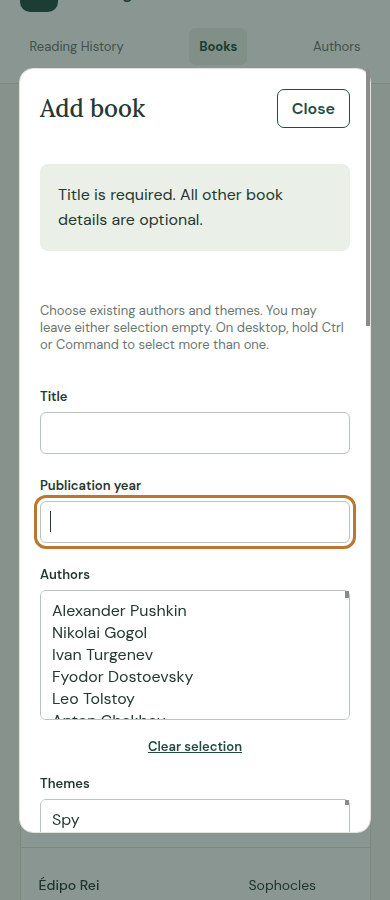 Reading History
Books
Authors
Add book
Close
Title is required. All other book
details are optional.
Choose existing authors and themes. You may
leave either selection empty. On desktop, hold Ctrl
or Command to select more than one.
Title
Publication year
Authors
Alexander Pushkin
Nikolai Gogol
Ivan Turgenev
Fyodor Dostoevsky
Leo Tolstoy
Anton Chekhov
Clear selection
Themes
Spy
Édipo Rei
Sophocles